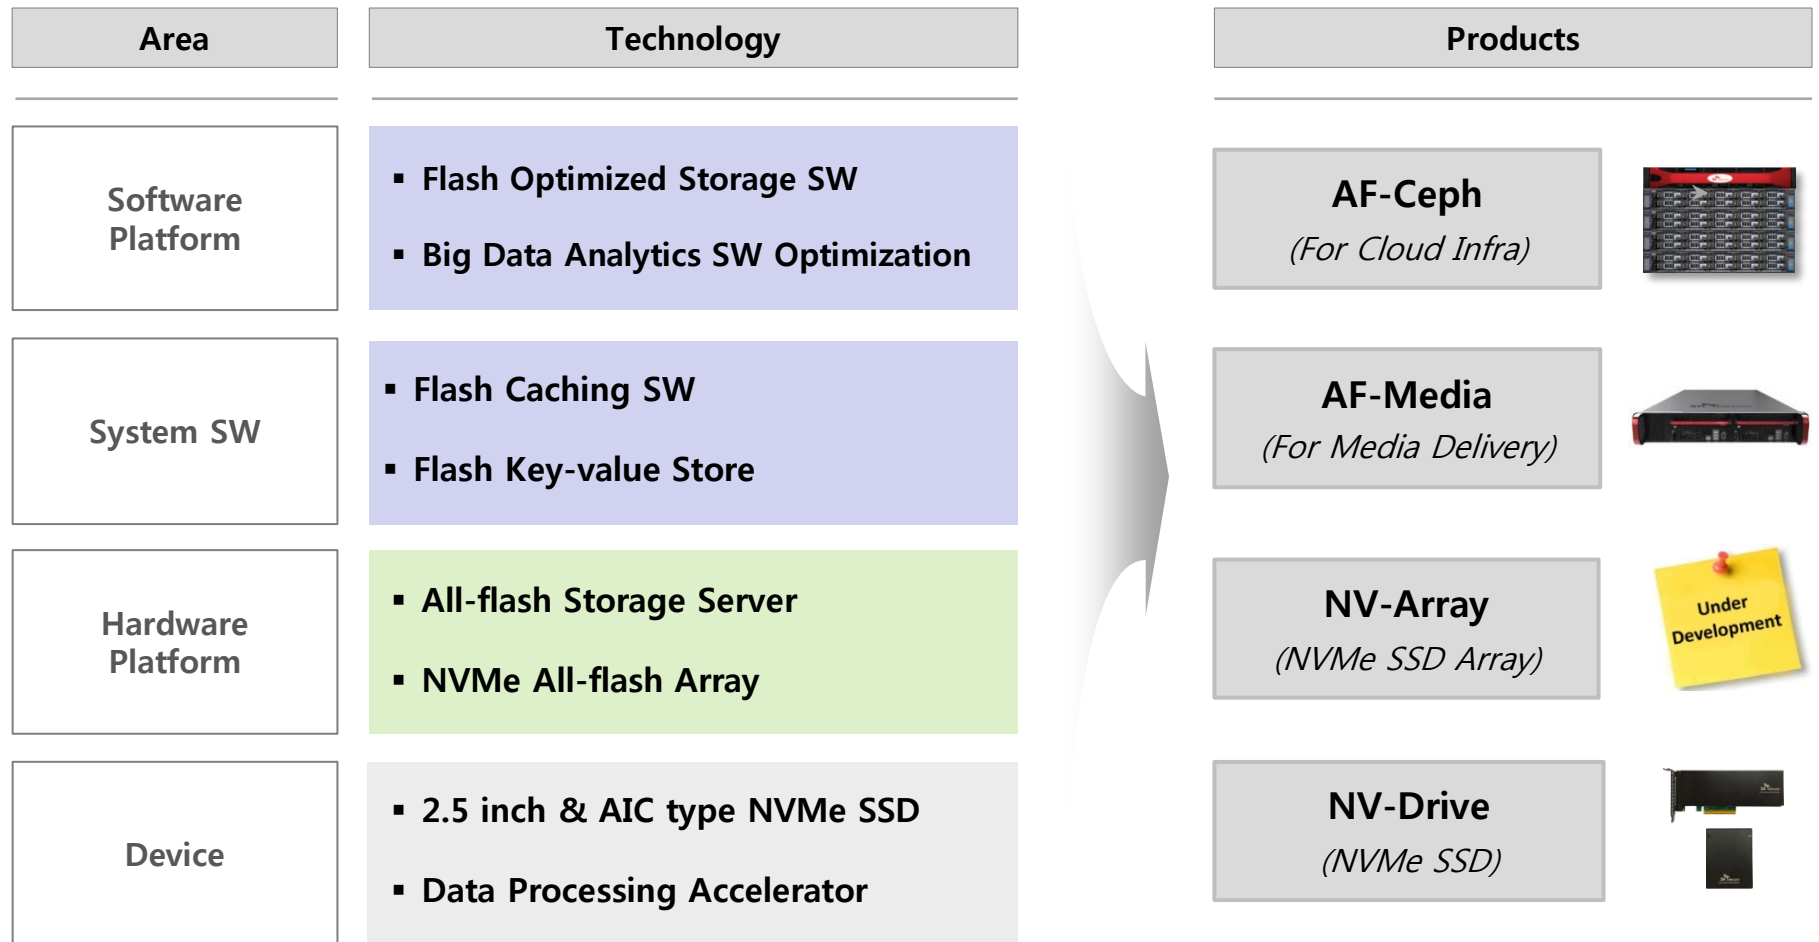 Area
Technology
Products
Software
Platform
▪ Flash Optimized Storage SW
▪ Big Data Analytics SW Optimization
AF-Ceph
(For Cloud Infra)
System SW
▪ Flash Caching SW
▪ Flash Key-value Store
AF-Media
(For Media Delivery)
Hardware
Platform
▪ All-flash Storage Server
▪ NVMe All-flash Array
NV-Array
(NVMe SSD Array)
Under
Development
Device
▪ 2.5 inch & AIC type NVMe SSD
▪ Data Processing Accelerator
NV-Drive
(NVMe SSD)